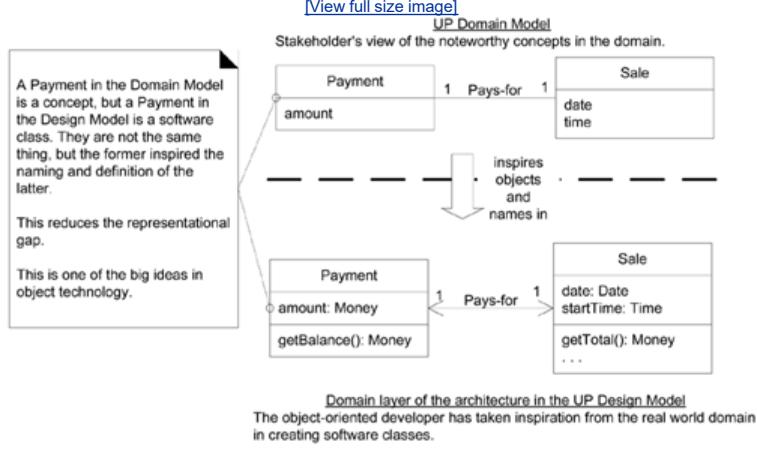 [View full size image]
UP Domain Model
Stakeholder's view of the noteworthy concepts in the domain.
A Payment in the Domain Model
is a concept, but a Payment in
the Design Model is a software
class. They are not the same
thing, but the former inspired the
naming and definition of the
latter.
This reduces the representational
gap.
This is one of the big ideas in
object technology.
Payment
amount
1 Pays-for 1
Sale
date
time
inspires
objects
and
names in
Payment
amount: Money
getBalance(): Money
1 Pays-for 1
Sale
date: Date
startTime: Time
getTotal(): Money
. . .
Domain layer of the architecture in the UP Design Model
The object-oriented developer has taken inspiration from the real world domain
in creating software classes.